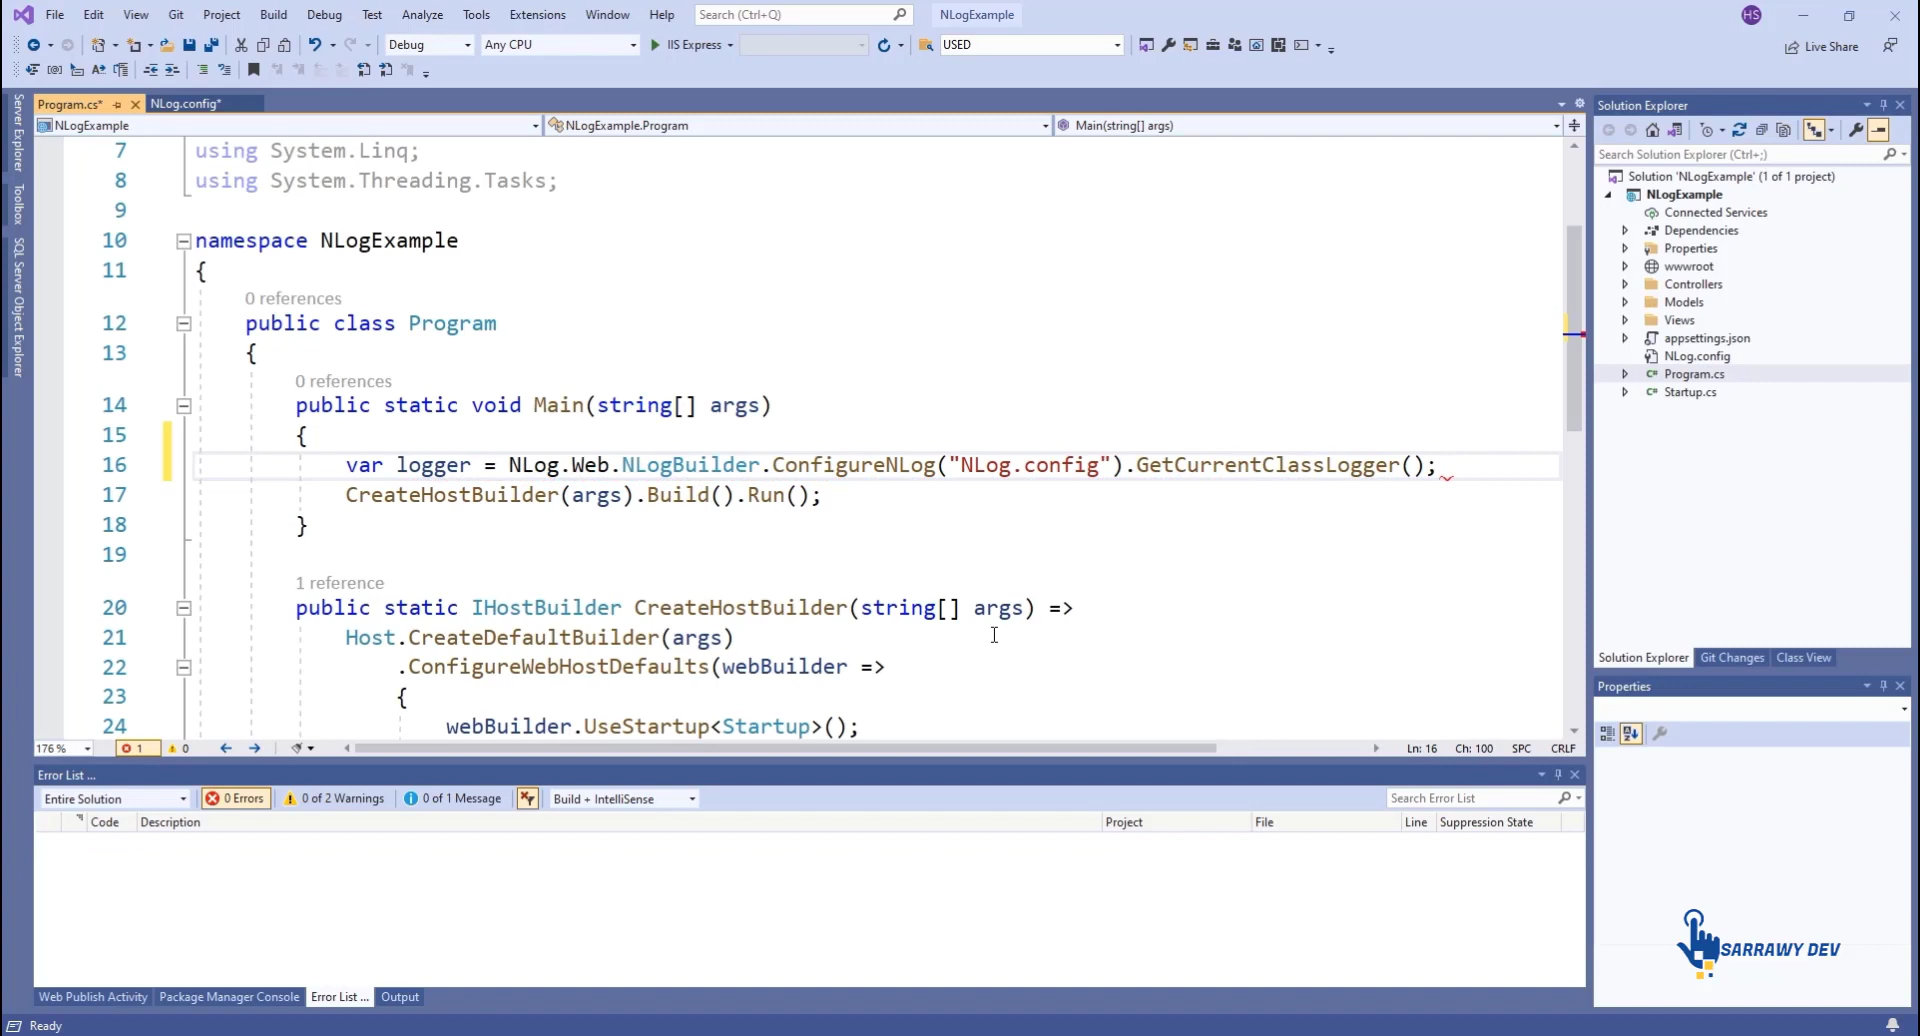 File Edit View Git Project Build Debug Test Analyze Tools Extensions Window Help Search (Ctrl+Q) NLogExample HS
Debug Any CPU IIS Express USED Live Share
Program.cs* NLog.config*
NLogExample NLogExample.Program Main(string[] args)
7 using System.Linq;
8 using System.Threading.Tasks;
9
10 namespace NLogExample
11 {
0 references
12 public class Program
13 {
0 references
14 public static void Main(string[] args)
15 {
16 var logger = NLog.Web.NLogBuilder.ConfigureNLog("NLog.config").GetCurrentClassLogger();
17 CreateHostBuilder(args).Build().Run();
18 }
19
1 reference
20 public static IHostBuilder CreateHostBuilder(string[] args) =>
21 Host.CreateDefaultBuilder(args)
22 .ConfigureWebHostDefaults(webBuilder =>
23 {
24 webBuilder.UseStartup<Startup>();
176 % 1 0 Ln: 16 Ch: 100 SPC CRLF
Server Explorer
Toolbox
SQL Server Object Explorer
Error List ...
Entire Solution 0 Errors 0 of 2 Warnings 0 of 1 Message Build + IntelliSense Search Error List
Code Description Project File Line Suppression State
Web Publish Activity Package Manager Console Error List ... Output
Ready
Solution Explorer
Search Solution Explorer (Ctrl+;)
Solution 'NLogExample' (1 of 1 project)
NLogExample
Connected Services
Dependencies
Properties
wwwroot
Controllers
Models
Views
appsettings.json
NLog.config
C# Program.cs
C# Startup.cs
Solution Explorer Git Changes Class View
Properties
SARRAWY DEV